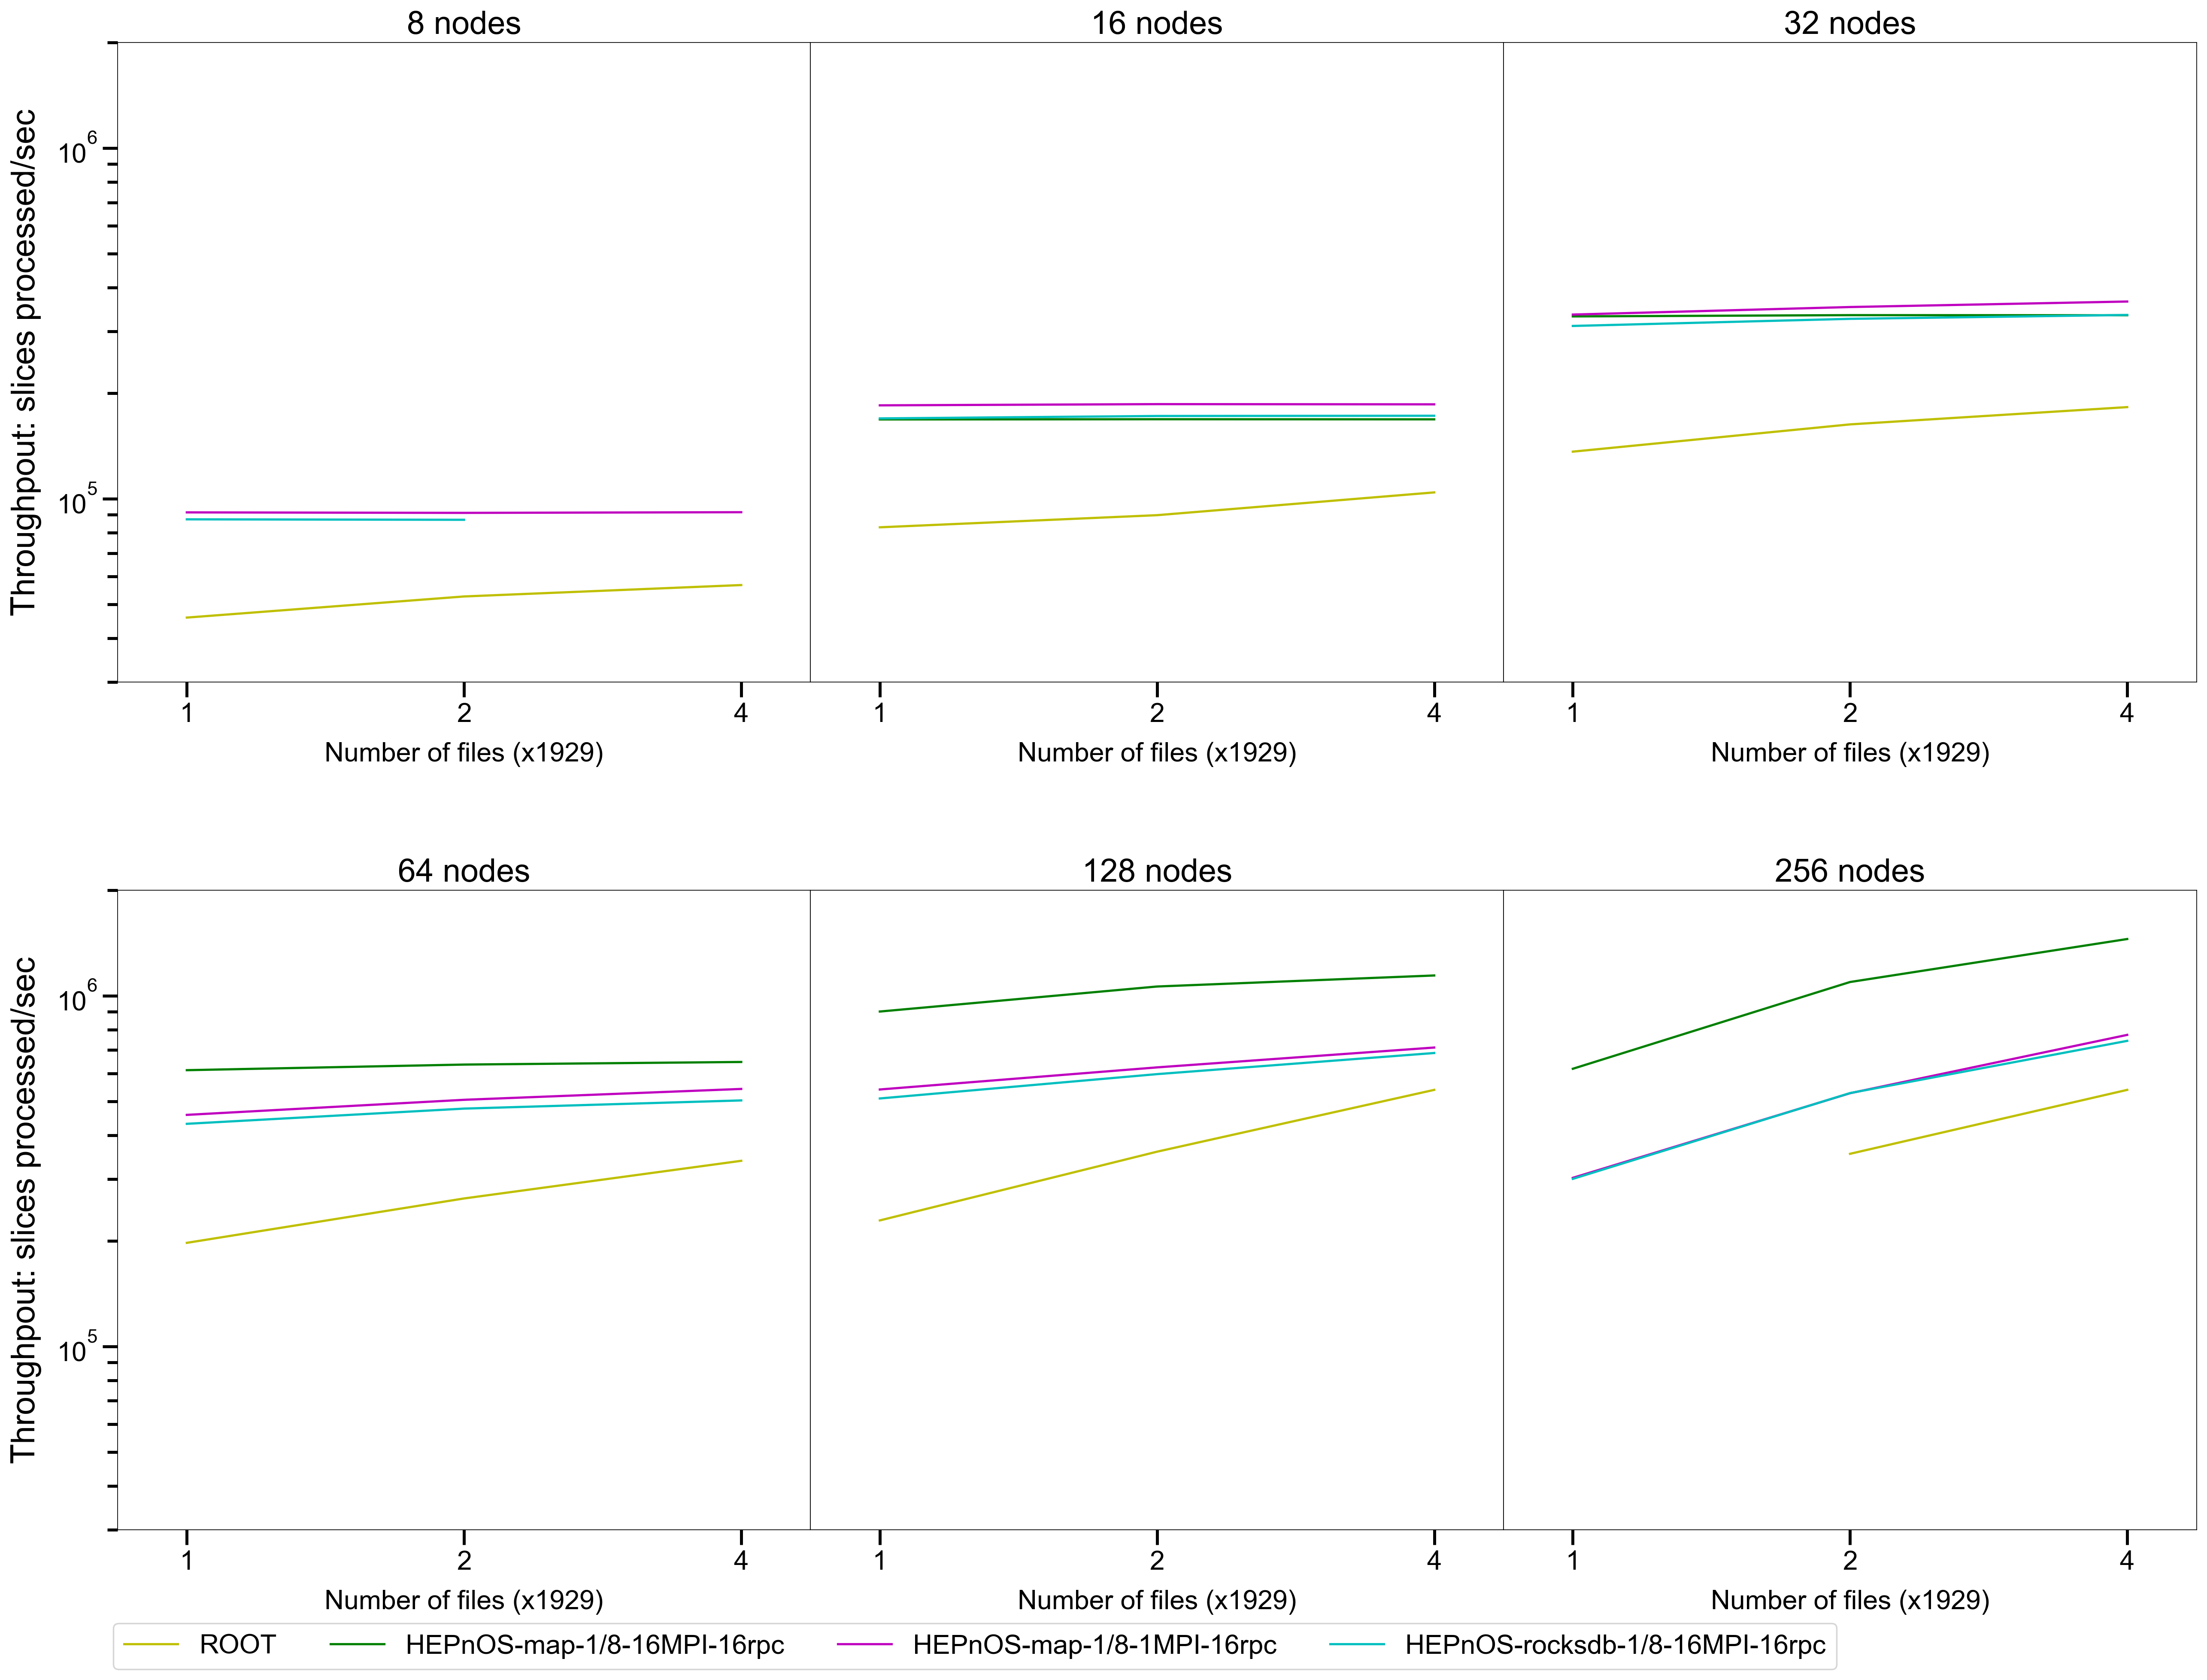 8 nodes
16 nodes
32 nodes
Throughpout: slices processed/sec
10^6
10^5
1 2 4
1 2 4
1 2 4
Number of files (x1929)
Number of files (x1929)
Number of files (x1929)
64 nodes
128 nodes
256 nodes
Throughpout: slices processed/sec
10^6
10^5
1 2 4
1 2 4
1 2 4
Number of files (x1929)
Number of files (x1929)
Number of files (x1929)
ROOT
HEPnOS-map-1/8-16MPI-16rpc
HEPnOS-map-1/8-1MPI-16rpc
HEPnOS-rocksdb-1/8-16MPI-16rpc